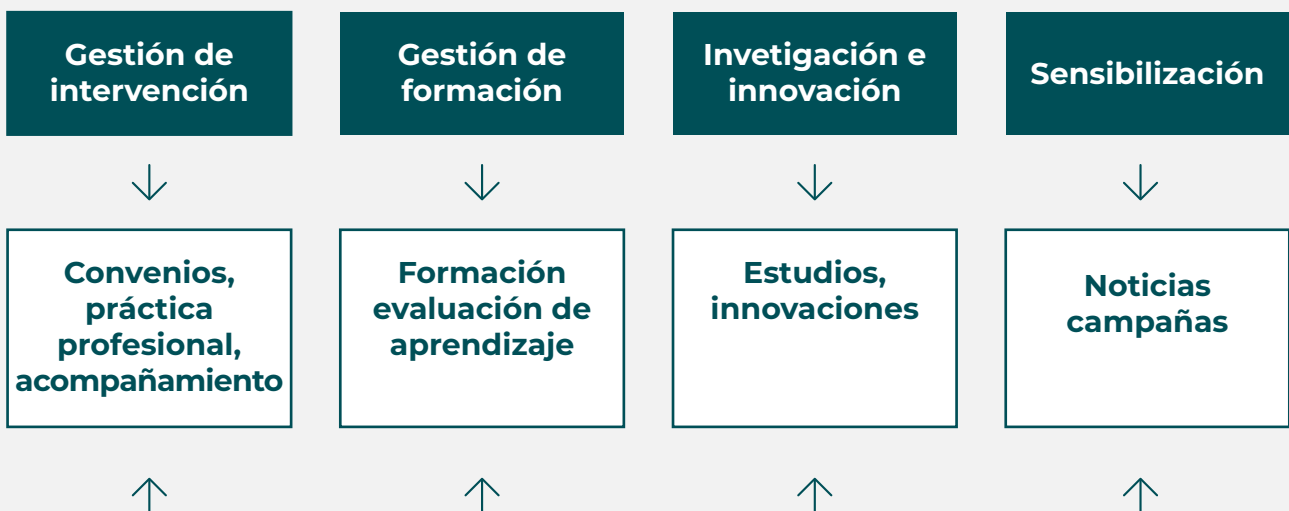 Gestión de
intervención
Gestión de
formación
Invetigación e
innovación
Sensibilización
Convenios,
práctica
profesional,
acompañamiento
Formación
evaluación de
aprendizaje
Estudios,
innovaciones
Noticias
campañas